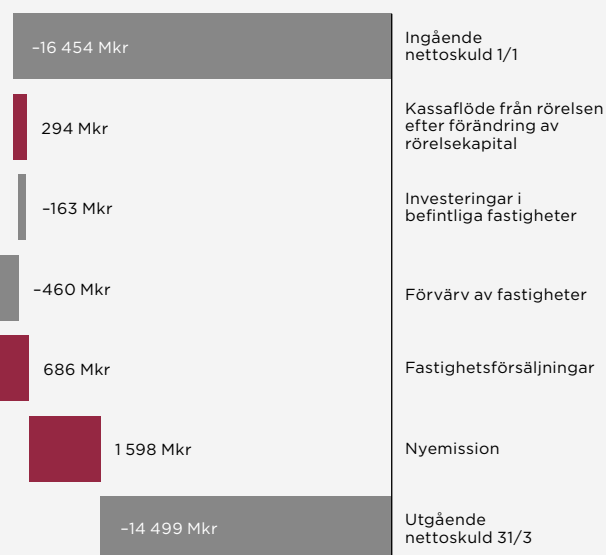 –16 454 Mkr
Ingående
nettoskuld 1/1
294 Mkr
Kassaflöde från rörelsen
efter förändring av
rörelsekapital
–163 Mkr
Investeringar i
befintliga fastigheter
–460 Mkr
Förvärv av fastigheter
686 Mkr
Fastighetsförsäljningar
1 598 Mkr
Nyemission
–14 499 Mkr
Utgående
nettoskuld 31/3